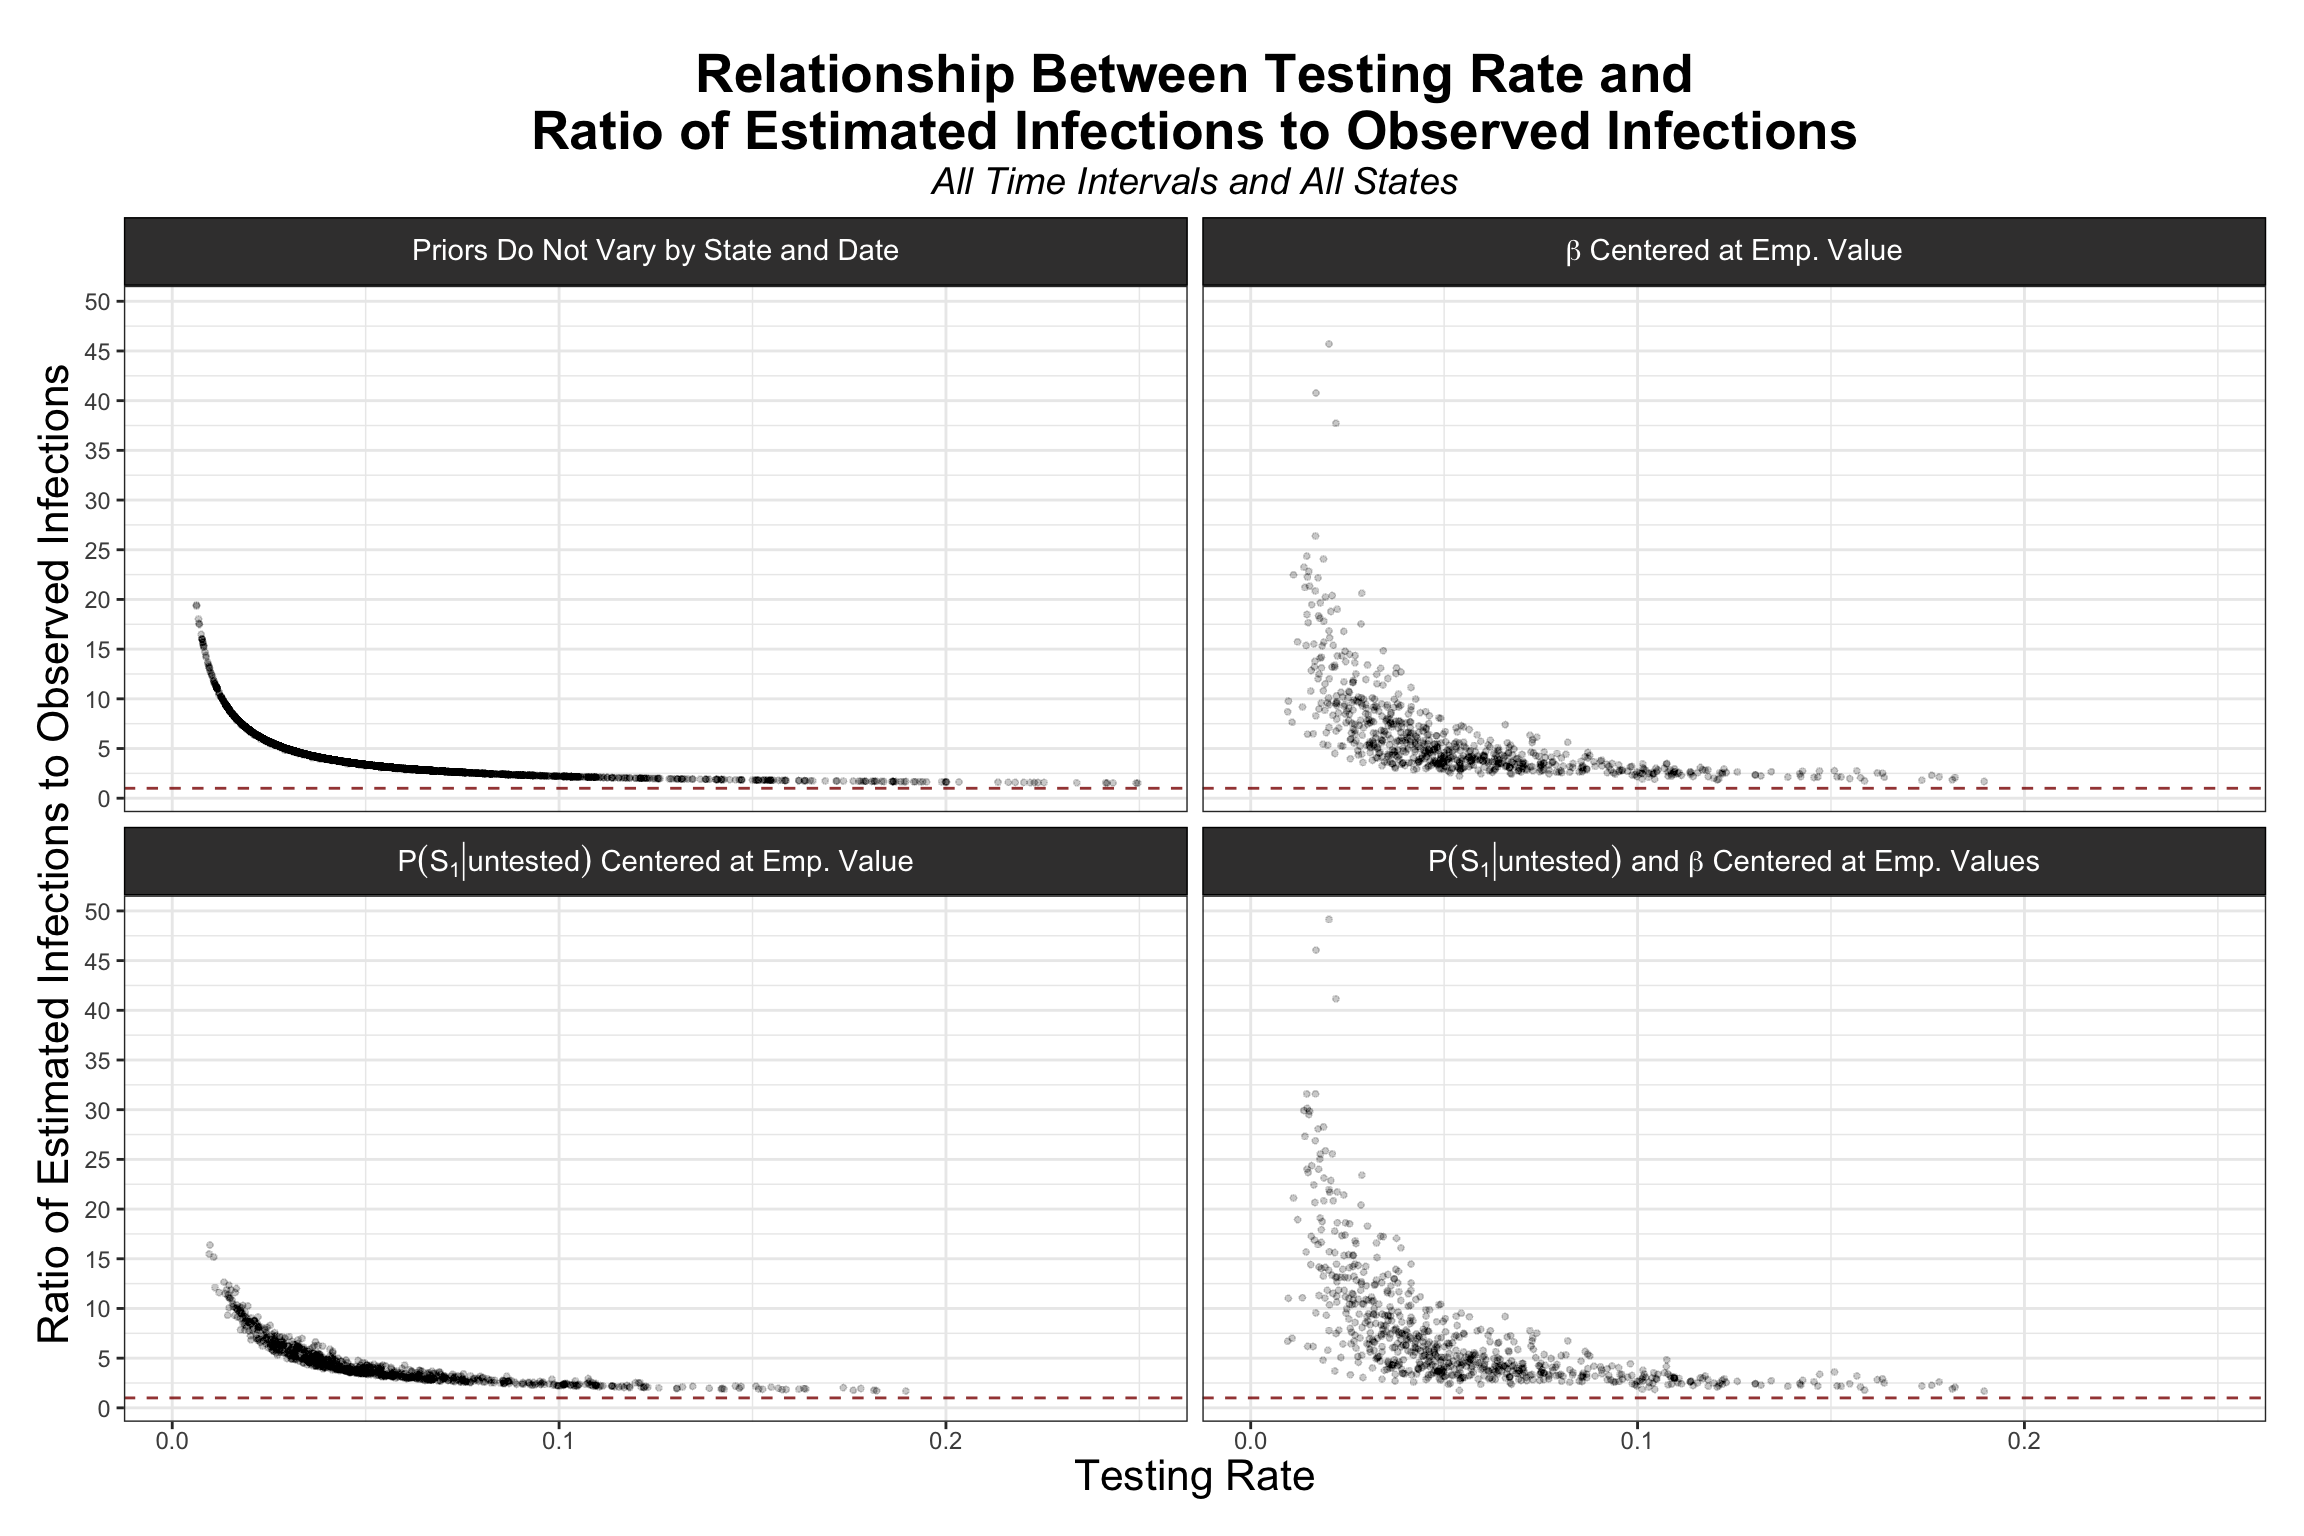 Relationship Between Testing Rate and
Ratio of Estimated Infections to Observed Infections
All Time Intervals and All States
Ratio of Estimated Infections to Observed Infections
Priors Do Not Vary by State and Date
β Centered at Emp. Value
50
45
40
35
30
25
20
15
10
5
0
P(S₁|untested) Centered at Emp. Value
P(S₁|untested) and β Centered at Emp. Values
50
45
40
35
30
25
20
15
10
5
0
0.0 0.1 0.2
0.0 0.1 0.2
Testing Rate